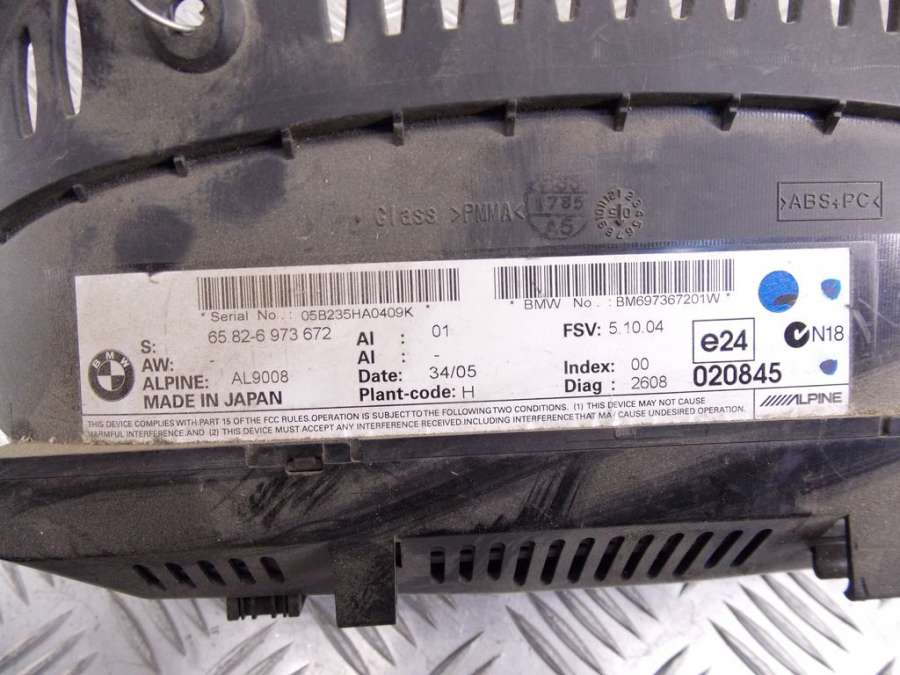 Glass >PMMA<
1785
A5
>ABS+PC<
* Serial No. : 05B235HA0409K *
* BMW No. : BM697367201W *
S: 65.82-6 973 672
AI : 01
FSV: 5.10.04
e24
N18
BMW
AW: -
AI : -
ALPINE: AL9008
Date: 34/05
Index: 00
MADE IN JAPAN
Plant-code: H
Diag : 2608
020845
ALPINE
THIS DEVICE COMPLIES WITH PART 15 OF THE FCC RULES. OPERATION IS SUBJECT TO THE FOLLOWING TWO CONDITIONS. (1) THIS DEVICE MAY NOT CAUSE
HARMFUL INTERFERENCE. AND (2) THIS DEVICE MUST ACCEPT ANY INTERFERENCE RECEIVED INCLUDING INTERFERENCE THAT MAY CAUSE UNDESIRED OPERATION.